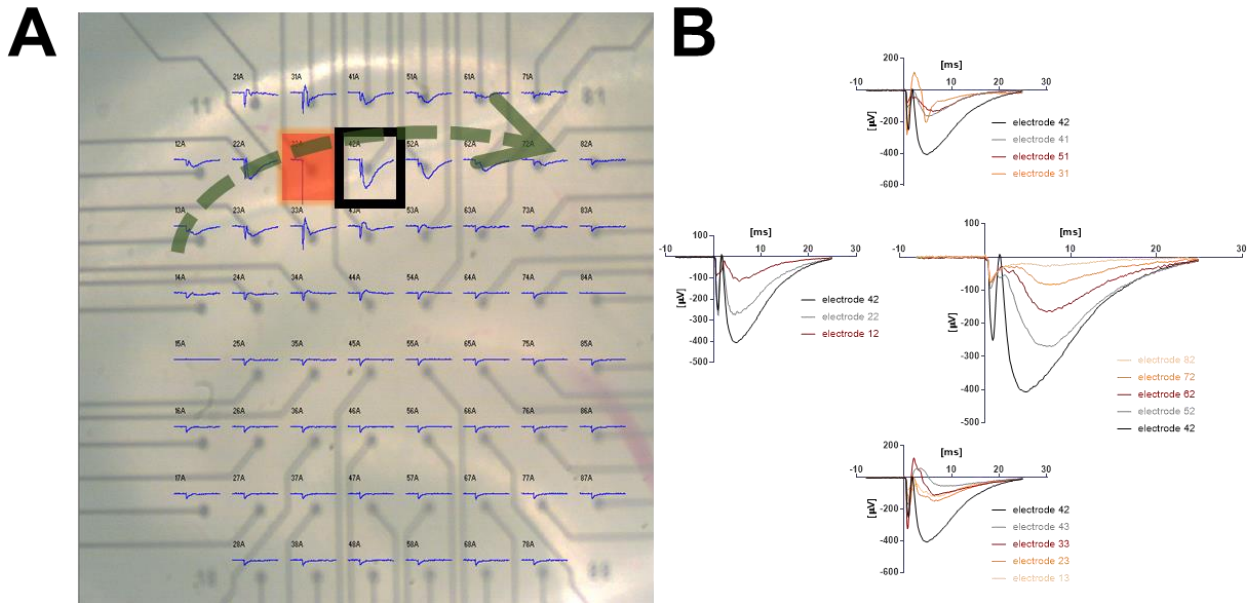 A
B
21A 31A 41A 51A 61A 71A
11
81
12A 22A 42A 52A 62A 72A 82A
13A 23A 33A 43A 53A 63A 73A 83A
14A 24A 34A 44A 54A 64A 74A 84A
15A 25A 35A 45A 55A 65A 75A 85A
16A 26A 36A 46A 56A 66A 76A 86A
17A 27A 37A 47A 57A 67A 77A 87A
28A 38A 48A 58A 68A 78A
200
[ms]
-10 10 20 30
[µV]
-200
-400
-600
electrode 42
electrode 41
electrode 51
electrode 31
100
[ms]
-10 10 20 30
[µV]
-100
-200
-300
-400
-500
electrode 42
electrode 22
electrode 12
100
[ms]
-10 10 20 30
[µV]
-100
-200
-300
-400
-500
electrode 82
electrode 72
electrode 62
electrode 52
electrode 42
200
[ms]
-10 10 20 30
[µV]
-200
-400
-600
electrode 42
electrode 43
electrode 33
electrode 23
electrode 13